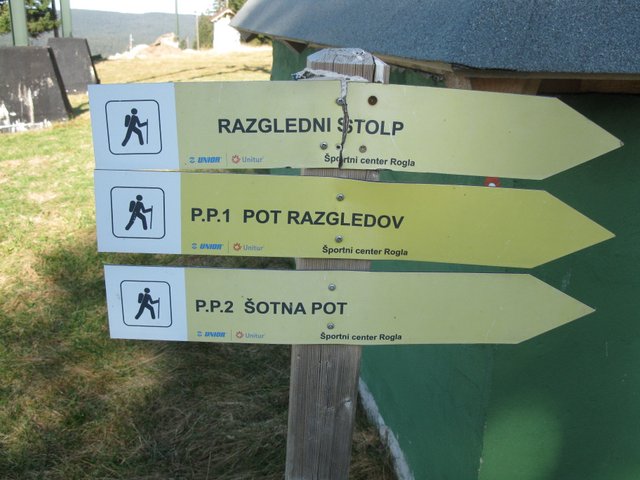 RAZGLEDNI STOLP
UNIOR Unitur Športni center Rogla
P.P.1 POT RAZGLEDOV
UNIOR Unitur Športni center Rogla
P.P.2 ŠOTNA POT
UNIOR Unitur Športni center Rogla